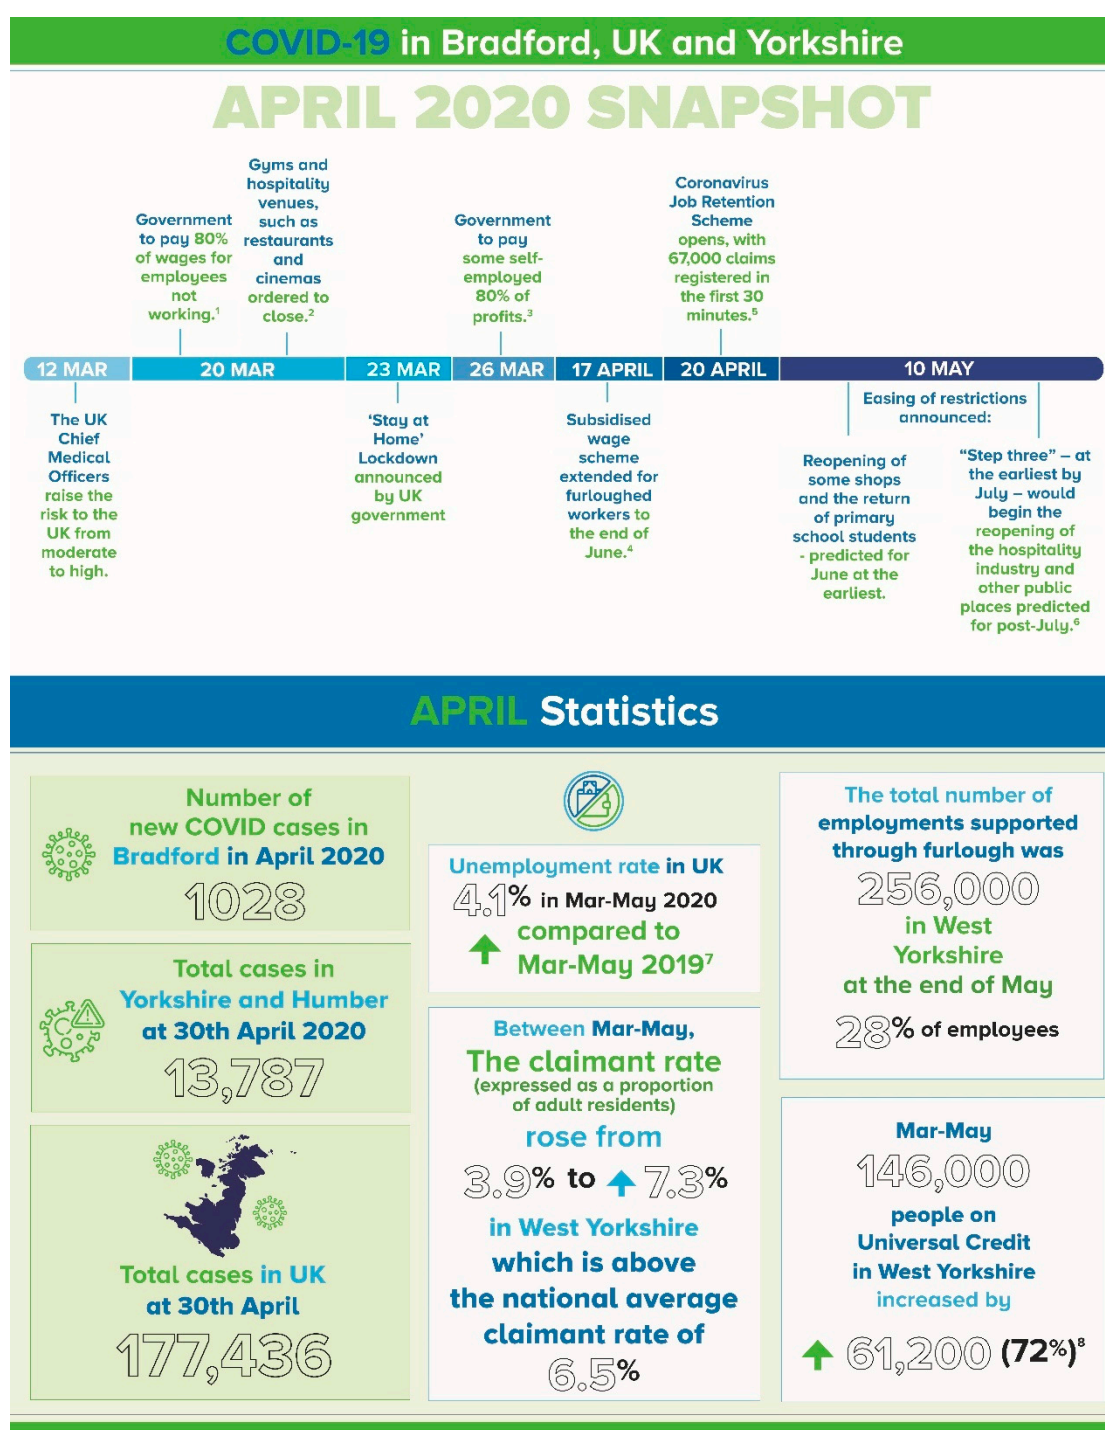 COVID-19 in Bradford, UK and Yorkshire
APRIL 2020 SNAPSHOT
Government
to pay 80%
of wages for
employees
not
working.¹
Gyms and
hospitality
venues,
such as
restaurants
and
cinemas
ordered to
close.²
Government
to pay
some self-
employed
80% of
profits.³
Coronavirus
Job Retention
Scheme
opens, with
67,000 claims
registered in
the first 30
minutes.⁵
12 MAR
20 MAR
23 MAR
26 MAR
17 APRIL
20 APRIL
10 MAY
The UK
Chief
Medical
Officers
raise the
risk to the
UK from
moderate
to high.
‘Stay at
Home’
Lockdown
announced
by UK
government
Subsidised
wage
scheme
extended for
furloughed
workers to
the end of
June.⁴
Easing of restrictions
announced:
Reopening of
some shops
and the return
of primary
school students
- predicted for
June at the
earliest.
“Step three” – at
the earliest by
July – would
begin the
reopening of
the hospitality
industry and
other public
places predicted
for post-July.⁶
APRIL Statistics
Number of
new COVID cases in
Bradford in April 2020
1028
Total cases in
Yorkshire and Humber
at 30th April 2020
13,787
Total cases in UK
at 30th April
177,436
Unemployment rate in UK
4.1% in Mar-May 2020
compared to
Mar-May 2019⁷
Between Mar-May,
The claimant rate
(expressed as a proportion
of adult residents)
rose from
3.9% to 7.3%
in West Yorkshire
which is above
the national average
claimant rate of
6.5%
The total number of
employments supported
through furlough was
256,000
in West
Yorkshire
at the end of May
28% of employees
Mar-May
146,000
people on
Universal Credit
in West Yorkshire
increased by
61,200 (72%)⁸